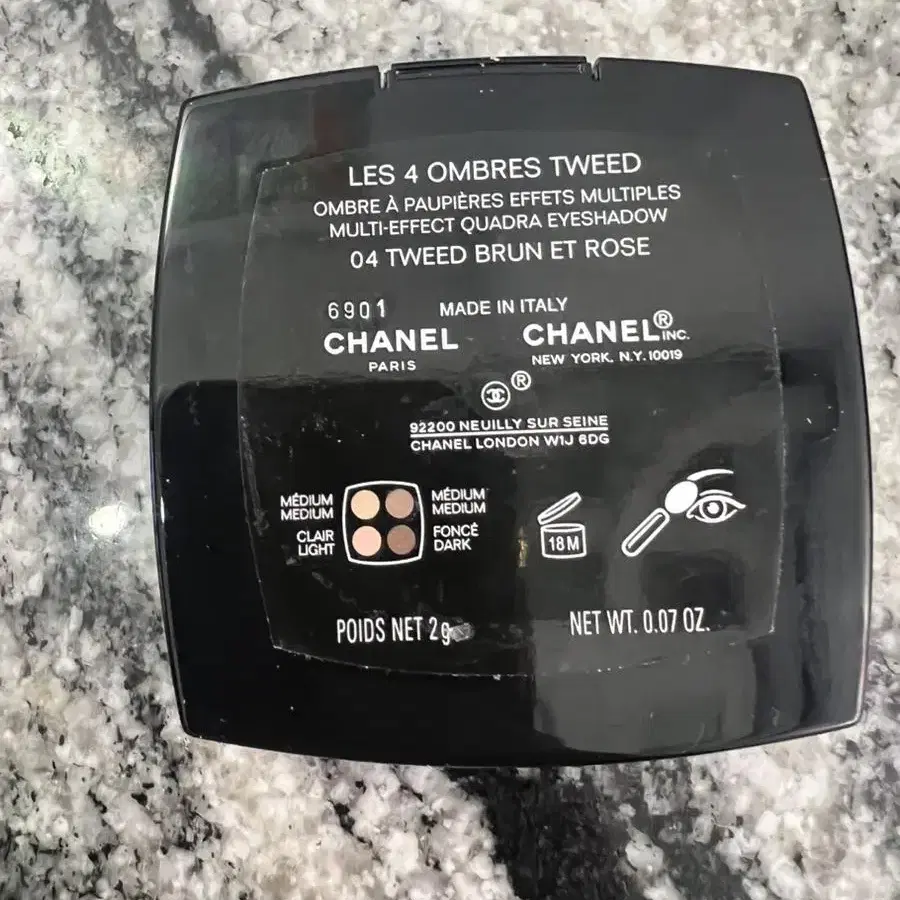 LES 4 OMBRES TWEED
OMBRE À PAUPIÈRES EFFETS MULTIPLES
MULTI-EFFECT QUADRA EYESHADOW
04 TWEED BRUN ET ROSE
6901 MADE IN ITALY
CHANEL CHANEL® INC.
PARIS NEW YORK, N.Y. 10019
®
92200 NEUILLY SUR SEINE
CHANEL LONDON W1J 6DG
MÉDIUM MÉDIUM
MEDIUM MEDIUM
CLAIR FONCÉ
LIGHT DARK
18M
POIDS NET 2g NET WT. 0.07 OZ.